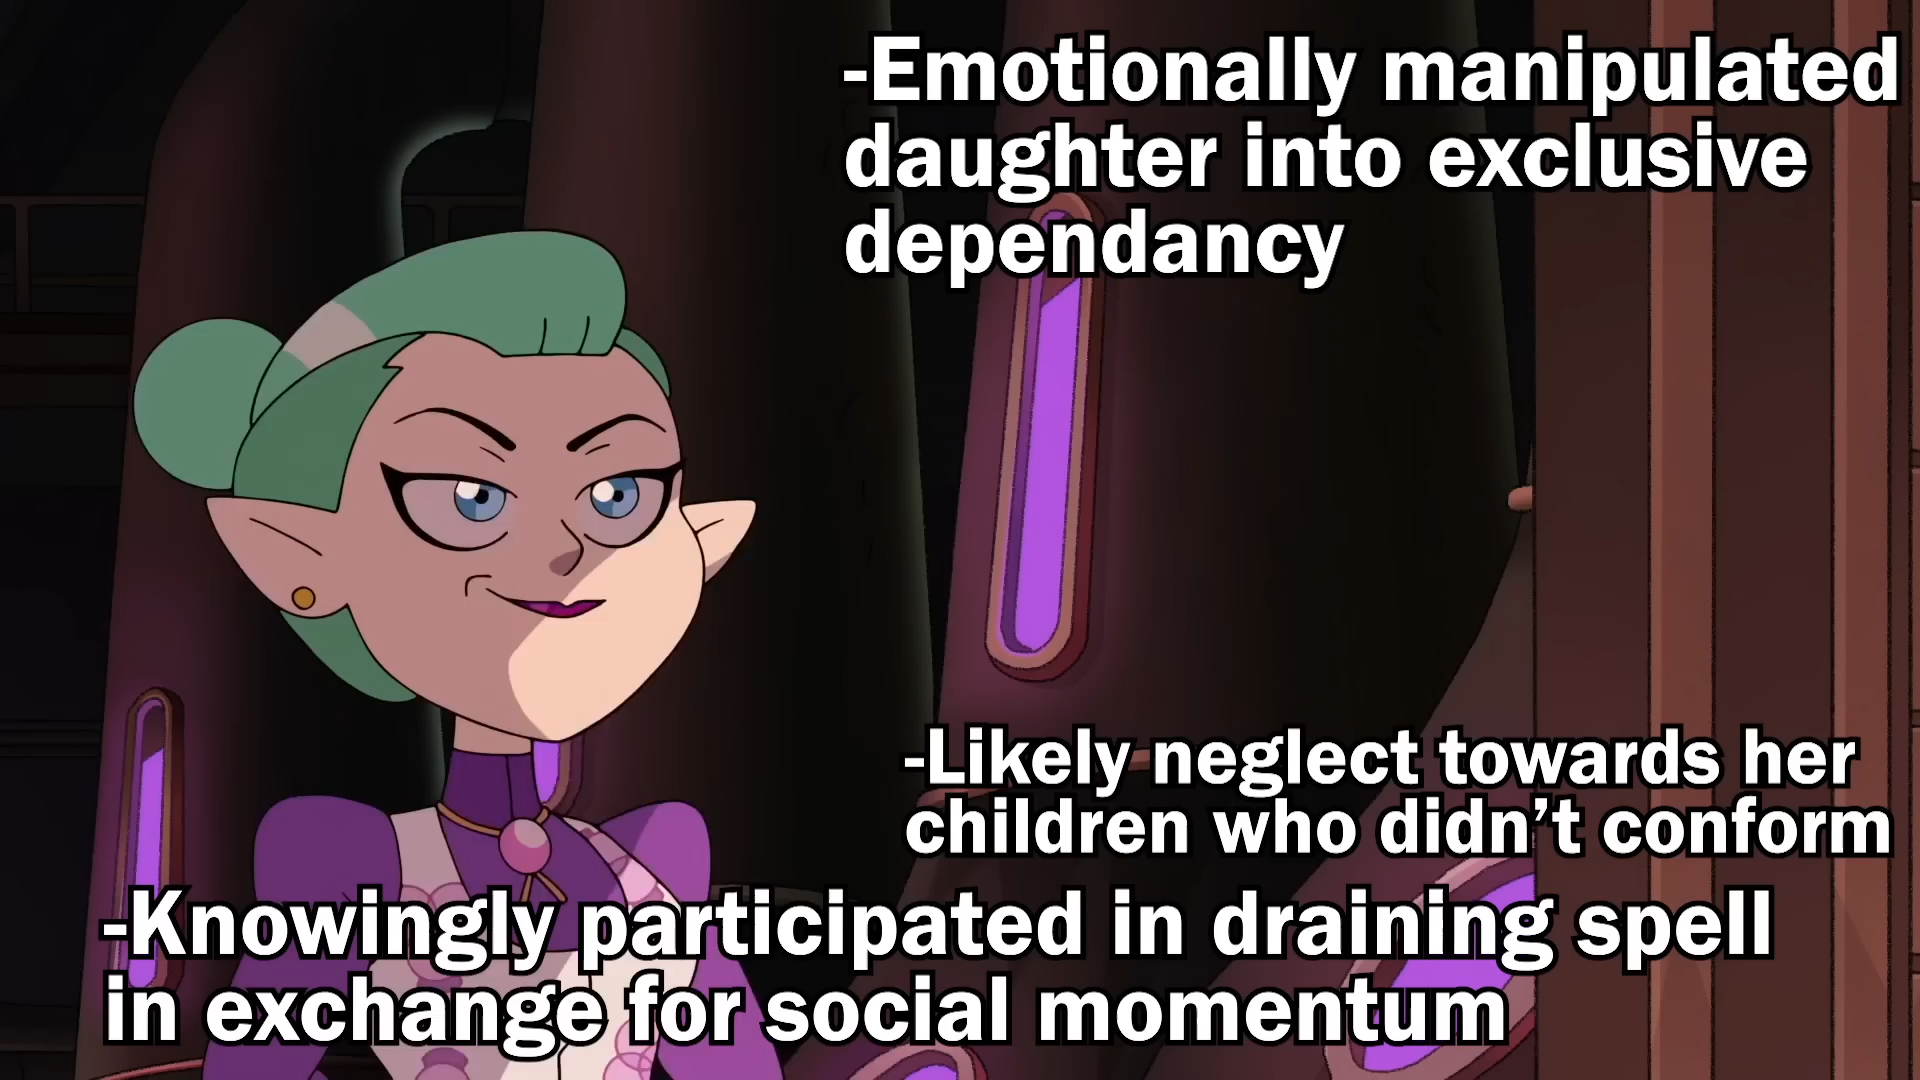 -Emotionally manipulated
daughter into exclusive
dependancy
-Likely neglect towards her
children who didn’t conform
-Knowingly participated in draining spell
in exchange for social momentum